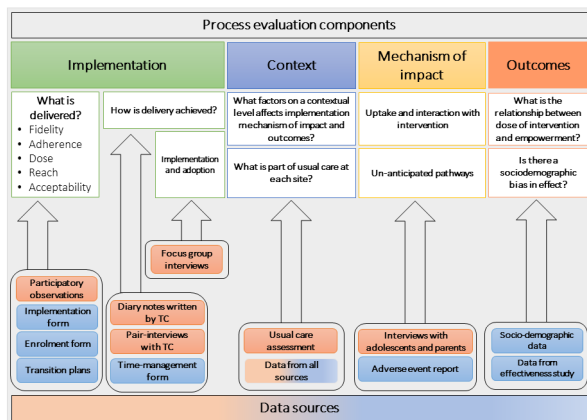 Process evaluation components
Implementation
Context
Mechanism of
impact
Outcomes
What is
delivered?
• Fidelity
• Adherence
• Dose
• Reach
• Acceptability
How is delivery achieved?
Implementation
and adoption
What factors on a contextual
level affects implementation
mechanism of impact and
outcomes?
What is part of usual care at
each site?
Uptake and interaction with
intervention
Un-anticipated pathways
What is the
relationship between
dose of intervention
and empowerment?
Is there a
sociodemographic
bias in effect?
Focus group
interviews
Participatory
observations
Implementation
form
Enrolment form
Transition plans
Diary notes written
by TC
Pair-interviews
with TC
Time-management
form
Usual care
assessment
Data from all
sources
Interviews with
adolescents and parents
Adverse event report
Socio-demographic
data
Data from
effectiveness study
Data sources